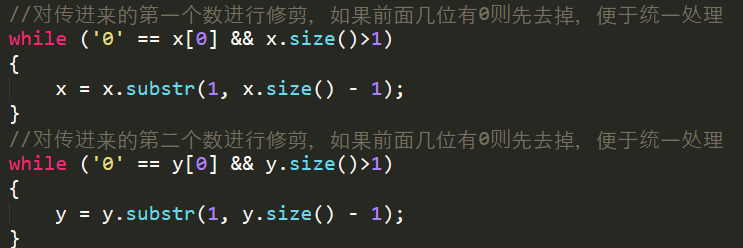 //对传进来的第一个数进行修剪，如果前面几位有0则先去掉，便于统一处理
while ('0' == x[0] && x.size()>1)
{
    x = x.substr(1, x.size() - 1);
}
//对传进来的第二个数进行修剪，如果前面几位有0则先去掉，便于统一处理
while ('0' == y[0] && y.size()>1)
{
    y = y.substr(1, y.size() - 1);
}